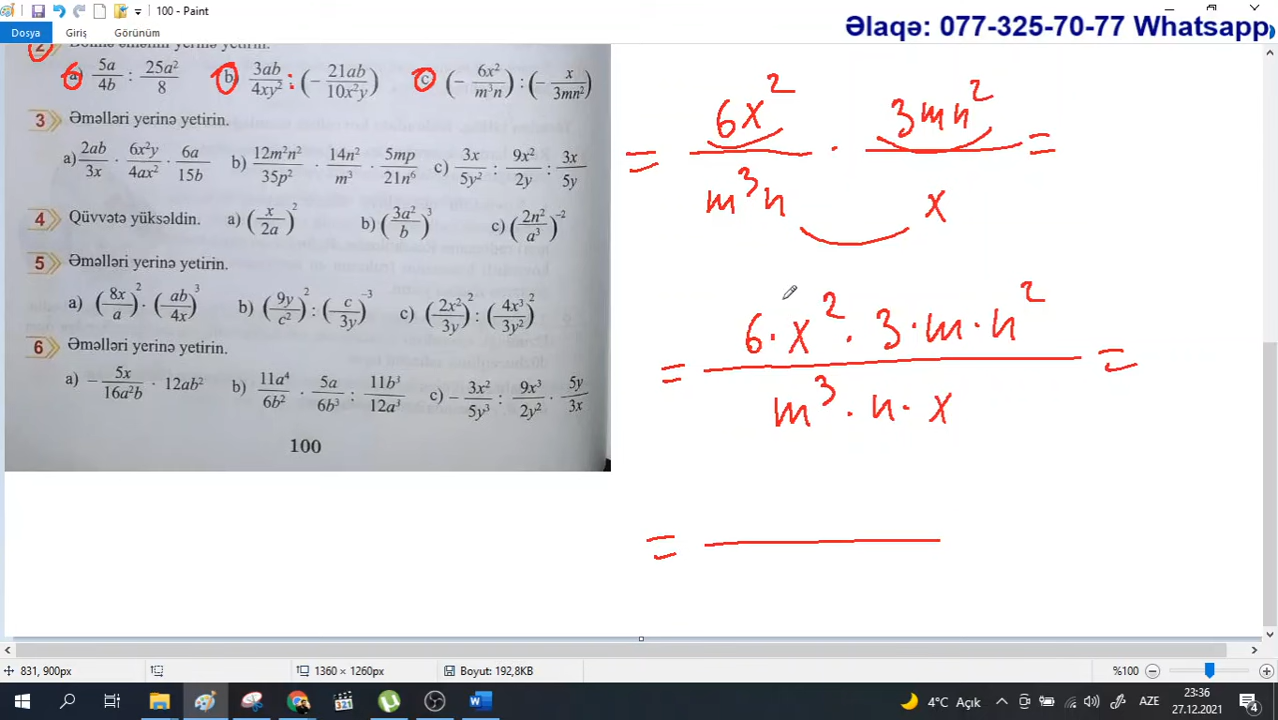 100 - Paint
Əlaqə: 077-325-70-77 Whatsapp
Dosya Giriş Görünüm
a) 5a/4b : 25a²/8 b) 3ab/4xy² : (- 21ab/10x²y) c) (- 6x²/m³n) : (- x/3mn²)
3 Əməlləri yerinə yetirin.
a) 2ab/3x · 6x²y/4ax² · 6a/15b b) 12m²n²/35p² · 14n²/m³ · 5mp/21n⁶ c) 3x/5y² : 9x²/2y : 3x/5y
4 Qüvvətə yüksəldin. a) (x/2a)² b) (3a²/b)³ c) (2n²/a³)⁻²
5 Əməlləri yerinə yetirin.
a) (8x/a)² · (ab/4x)³ b) (9y/c²)² : (c/3y)⁻³ c) (2x²/3y)² : (4x³/3y²)²
6 Əməlləri yerinə yetirin.
a) - 5x/16a²b · 12ab² b) 11a⁴/6b² · 5a/6b³ : 11b³/12a³ c) - 3x²/5y³ : 9x³/2y² · 5y/3x
100
= 6x²/m³n · 3mn²/x =
= 6 · x² · 3 · m · n²/m³ · n · x =
=
831, 900px 1360 × 1260px Boyut: 192,8KB %100
4°C Açık AZE 23:36
27.12.2021 4